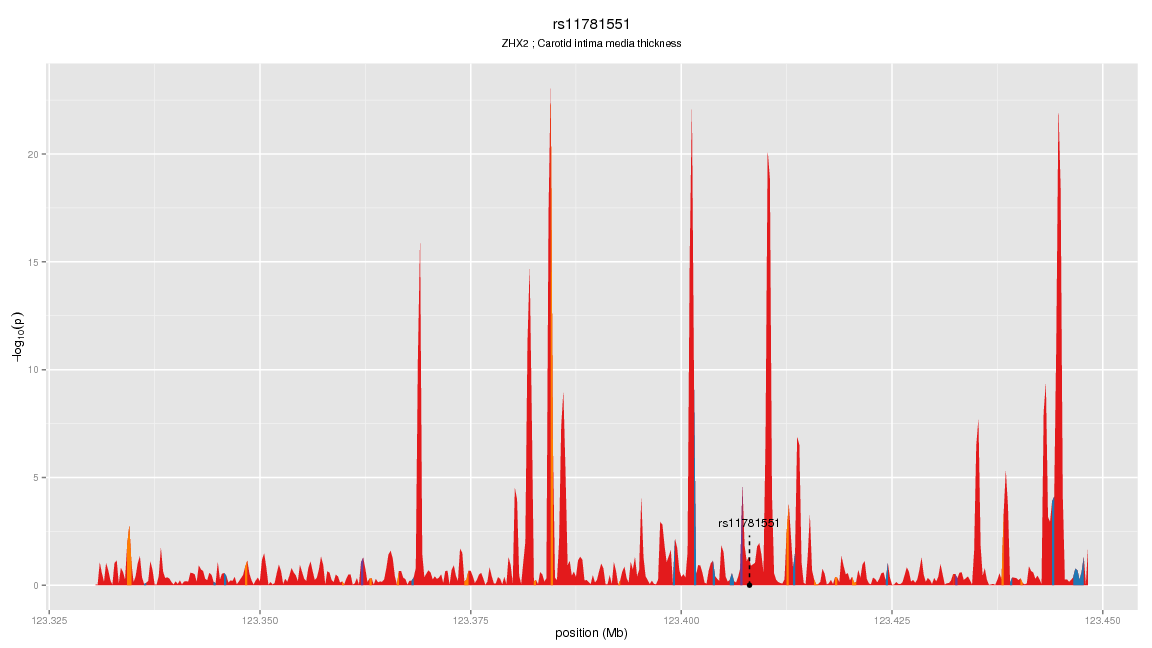 rs11781551
ZHX2 ; Carotid intima media thickness
−log10(p)
20
15
10
5
0
rs11781551
123.325
123.350
123.375
123.400
123.425
123.450
position (Mb)